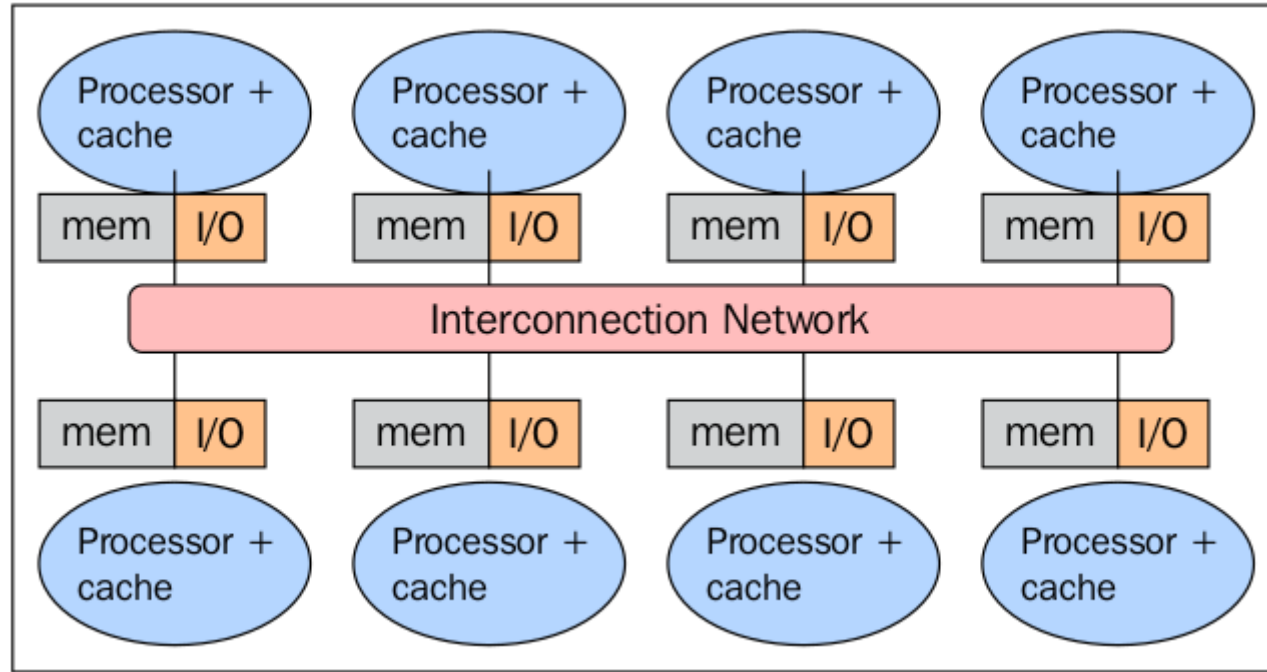 Processor + Processor + Processor + Processor +
cache cache cache cache
mem I/O mem I/O mem I/O mem I/O
Interconnection Network
mem I/O mem I/O mem I/O mem I/O
Processor + Processor + Processor + Processor +
cache cache cache cache